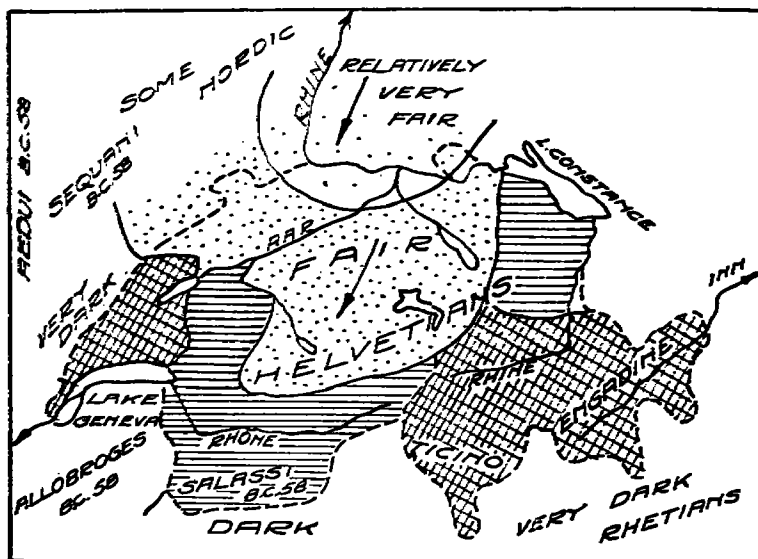 SOME NORDIC
RHINE
RELATIVELY
VERY
FAIR
AEDUI B.C. 58
SEQUANI
B.C. 58
L. CONSTANCE
AAR
FAIR
HELVETIANS
VERY
DARK
INN
RHINE
ENGADINE
LAKE
GENEVA
RHONE
TICINO
ALLOBROGES
B.C. 58
SALASSI
B.C. 58
DARK
VERY DARK
RHETIANS